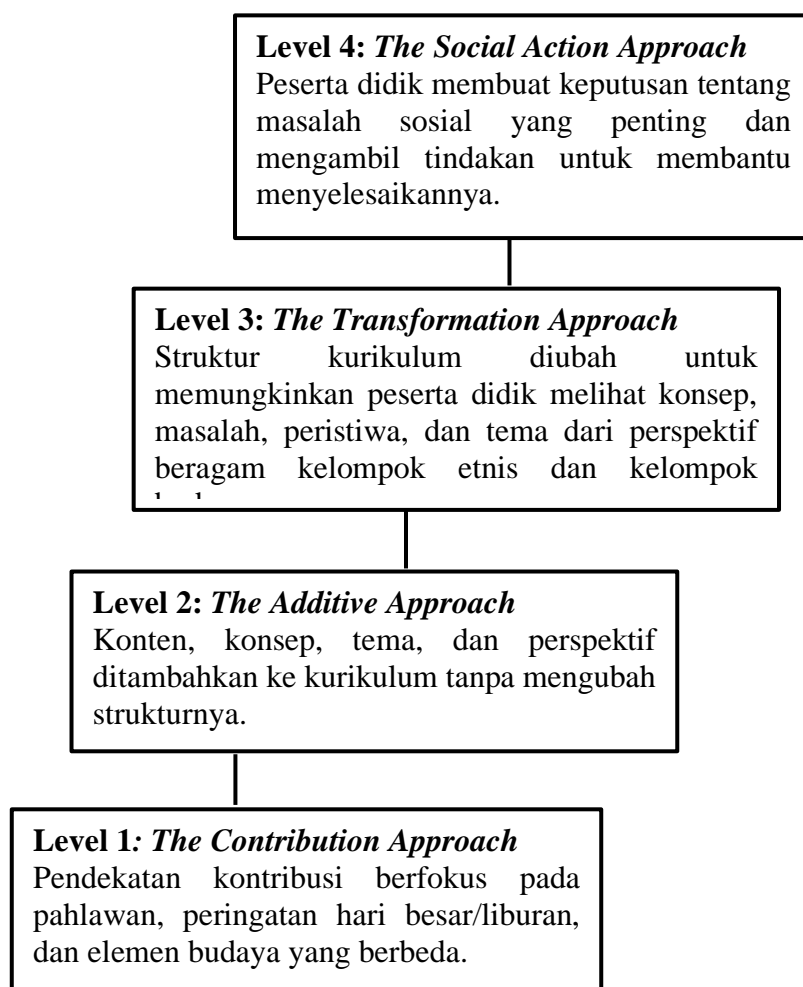 Level 4: The Social Action Approach
Peserta didik membuat keputusan tentang
masalah sosial yang penting dan
mengambil tindakan untuk membantu
menyelesaikannya.
Level 3: The Transformation Approach
Struktur kurikulum diubah untuk
memungkinkan peserta didik melihat konsep,
masalah, peristiwa, dan tema dari perspektif
beragam kelompok etnis dan kelompok
Level 2: The Additive Approach
Konten, konsep, tema, dan perspektif
ditambahkan ke kurikulum tanpa mengubah
strukturnya.
Level 1: The Contribution Approach
Pendekatan kontribusi berfokus pada
pahlawan, peringatan hari besar/liburan,
dan elemen budaya yang berbeda.